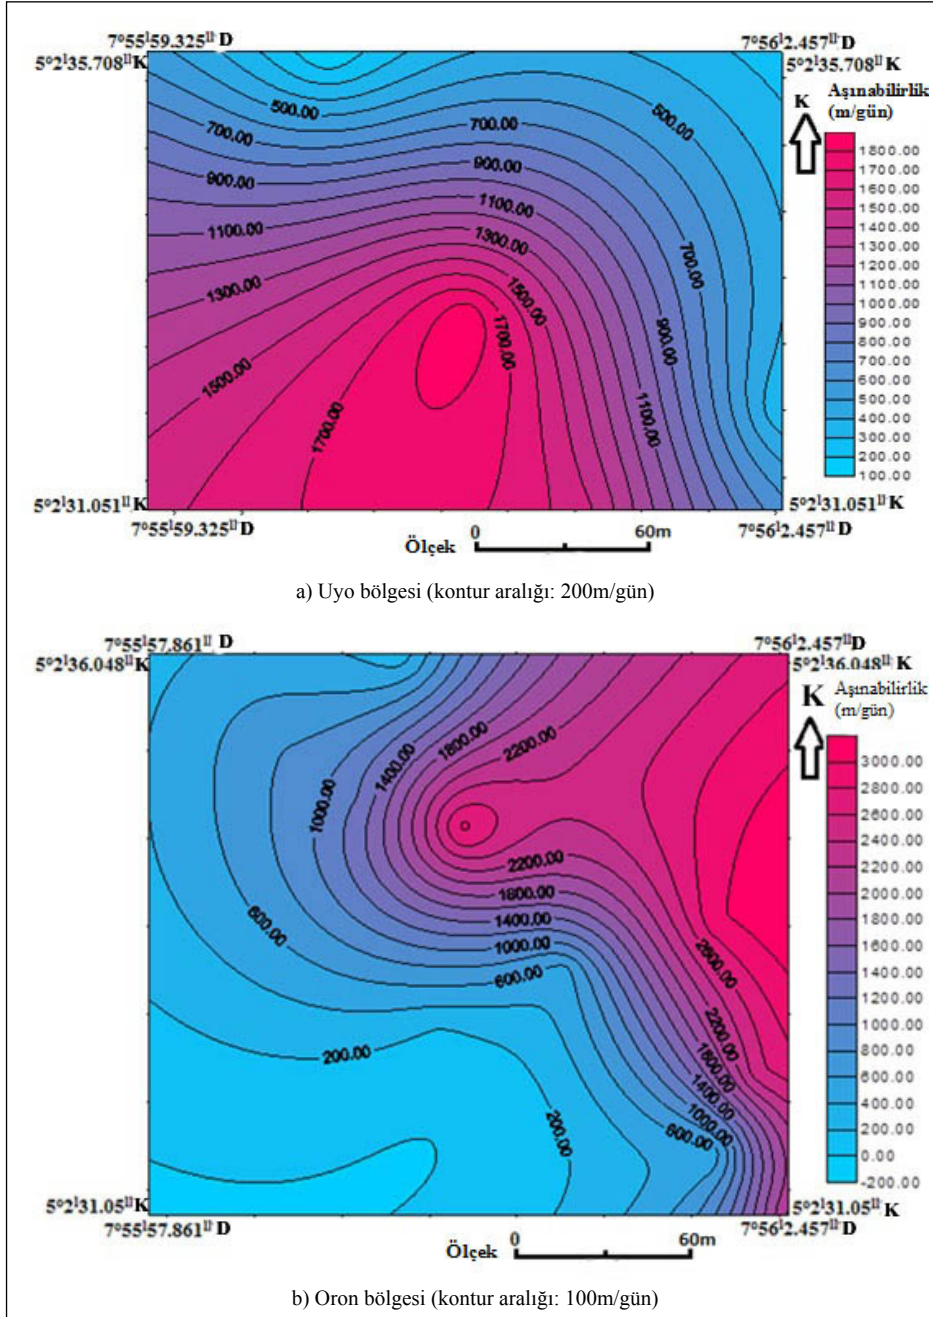 7°55ˡ59.325ˡˡ D
7°56ˡ2.457ˡˡ D
5°2ˡ35.708ˡˡ K
5°2ˡ35.708ˡˡ K
Aşınabilirlik
(m/gün)
K
500.00
500.00
700.00
700.00
900.00
900.00
1100.00
1100.00
1300.00
1300.00
700.00
1500.00
1500.00
1700.00
1700.00
900.00
1100.00
1800.00
1700.00
1600.00
1500.00
1400.00
1300.00
1200.00
1000.00
900.00
800.00
700.00
600.00
500.00
400.00
300.00
200.00
100.00
5°2ˡ31.051ˡˡ K
5°2ˡ31.051ˡˡ K
7°55ˡ59.325ˡˡ D
7°56ˡ2.457ˡˡ D
Ölçek
0
60m
a) Uyo bölgesi (kontur aralığı: 200m/gün)
7°55ˡ57.861ˡˡ D
7°56ˡ2.457ˡˡD
5°2ˡ36.048ˡˡ K
5°2ˡ36.048ˡˡ K
K
Aşınabilirlik
(m/gün)
1800.00
2200.00
1400.00
1000.00
2200.00
1800.00
1400.00
1000.00
600.00
600.00
2600.00
2200.00
1800.00
1400.00
1000.00
600.00
200.00
200.00
3000.00
2800.00
2600.00
2400.00
2200.00
2000.00
1800.00
1600.00
1400.00
1200.00
1000.00
800.00
600.00
400.00
200.00
0.00
-200.00
5°2ˡ31.05ˡˡ K
5°2ˡ31.05ˡˡ K
7°55ˡ57.861ˡˡ D
7°56ˡ2.457ˡˡ D
Ölçek
0
60m
b) Oron bölgesi (kontur aralığı: 100m/gün)